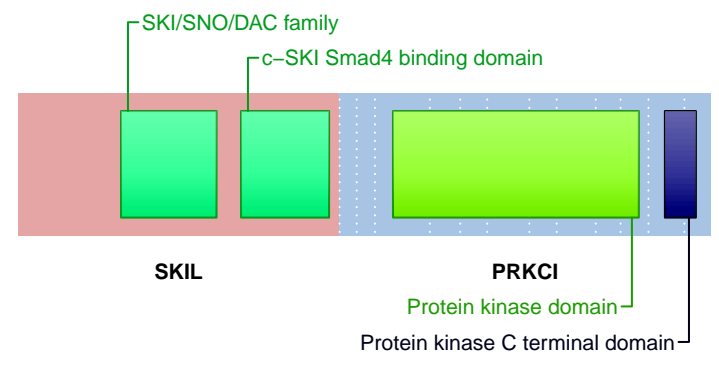 SKI/SNO/DAC family
c−SKI Smad4 binding domain
SKIL
PRKCI
Protein kinase domain
Protein kinase C terminal domain